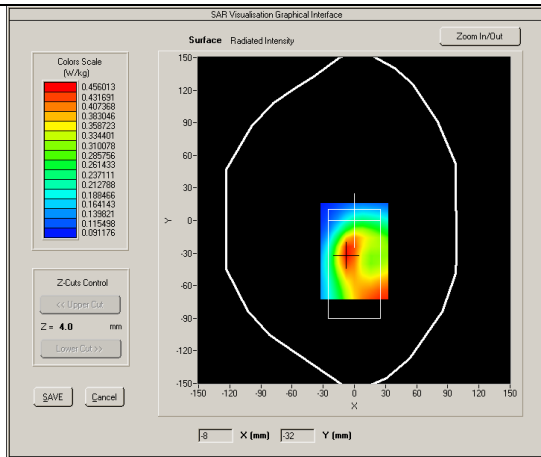 SAR Visualisation Graphical Interface
Surface Radiated Intensity
Zoom In/Out
Colors Scale
(W/kg)
0.456013
0.431691
0.407368
0.383046
0.358723
0.334401
0.310078
0.285756
0.261433
0.237111
0.212788
0.188466
0.164143
0.139821
0.115498
0.091176
150
120
90
60
30
0
-30
-60
-90
-120
-150
Y
-150 -120 -90 -60 -30 0 30 60 90 120 150
X
Z-Cuts Control
<< Upper Cut
Z = 4.0 mm
Lower Cut >>
SAVE Cancel
-8 X (mm) -32 Y (mm)